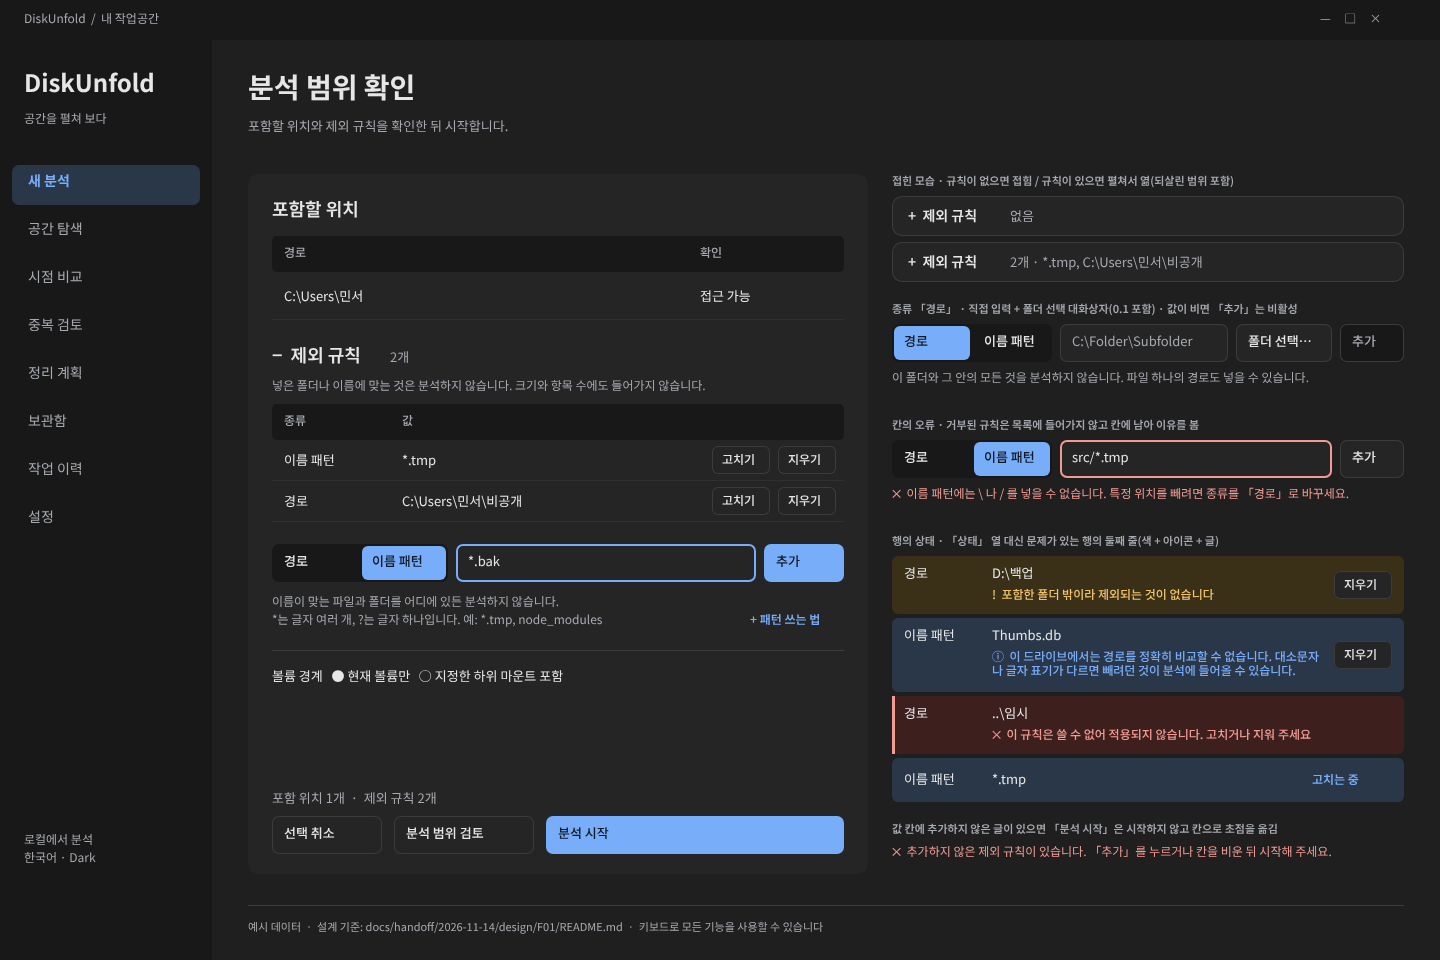 DiskUnfold / 내 작업공간
DiskUnfold
공간을 펼쳐 보다
새 분석
공간 탐색
시점 비교
중복 검토
정리 계획
보관함
작업 이력
설정
로컬에서 분석
한국어 · Dark
분석 범위 확인
포함할 위치와 제외 규칙을 확인한 뒤 시작합니다.
포함할 위치
경로 확인
C:\Users\민서 접근 가능
− 제외 규칙 2개
넣은 폴더나 이름에 맞는 것은 분석하지 않습니다. 크기와 항목 수에도 들어가지 않습니다.
종류 값
이름 패턴 *.tmp 고치기 지우기
경로 C:\Users\민서\비공개 고치기 지우기
경로 이름 패턴 *.bak 추가
이름이 맞는 파일과 폴더를 어디에 있든 분석하지 않습니다.
*는 글자 여러 개, ?는 글자 하나입니다. 예: *.tmp, node_modules + 패턴 쓰는 법
볼륨 경계 현재 볼륨만 지정한 하위 마운트 포함
포함 위치 1개 · 제외 규칙 2개
선택 취소 분석 범위 검토 분석 시작
접힌 모습 · 규칙이 없으면 접힘 / 규칙이 있으면 펼쳐서 엶(되살린 범위 포함)
+ 제외 규칙 없음
+ 제외 규칙 2개 · *.tmp, C:\Users\민서\비공개
종류 「경로」 · 직접 입력 + 폴더 선택 대화상자(0.1 포함) · 값이 비면 「추가」는 비활성
경로 이름 패턴 C:\Folder\Subfolder 폴더 선택… 추가
이 폴더와 그 안의 모든 것을 분석하지 않습니다. 파일 하나의 경로도 넣을 수 있습니다.
칸의 오류 · 거부된 규칙은 목록에 들어가지 않고 칸에 남아 이유를 봄
경로 이름 패턴 src/*.tmp 추가
× 이름 패턴에는 \ 나 / 를 넣을 수 없습니다. 특정 위치를 빼려면 종류를 「경로」로 바꾸세요.
행의 상태 · 「상태」 열 대신 문제가 있는 행의 둘째 줄(색 + 아이콘 + 글)
경로 D:\백업 지우기
! 포함한 폴더 밖이라 제외되는 것이 없습니다
이름 패턴 Thumbs.db 지우기
ⓘ 이 드라이브에서는 경로를 정확히 비교할 수 없습니다. 대소문자
나 글자 표기가 다르면 빼려던 것이 분석에 들어올 수 있습니다.
경로 ..\임시
× 이 규칙은 쓸 수 없어 적용되지 않습니다. 고치거나 지워 주세요
이름 패턴 *.tmp 고치는 중
값 칸에 추가하지 않은 글이 있으면 「분석 시작」은 시작하지 않고 칸으로 초점을 옮김
× 추가하지 않은 제외 규칙이 있습니다. 「추가」를 누르거나 칸을 비운 뒤 시작해 주세요.
예시 데이터 · 설계 기준: docs/handoff/2026-11-14/design/F01/README.md · 키보드로 모든 기능을 사용할 수 있습니다